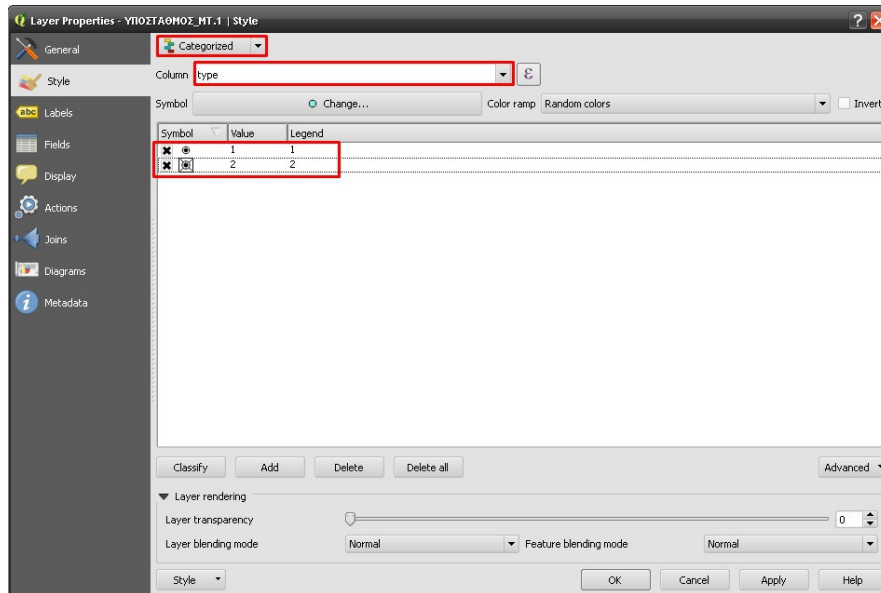 Layer Properties - ΥΠΟΣΤΑΘΜΟΣ_MT.1 | Style
?
General
Style
abc Labels
Fields
Display
Actions
Joins
Diagrams
i Metadata
Categorized
Column type ε
Symbol Change... Color ramp Random colors Invert
Symbol Value Legend
1 1
2 2
Classify Add Delete Delete all Advanced
Layer rendering
Layer transparency 0
Layer blending mode Normal Feature blending mode Normal
Style OK Cancel Apply Help